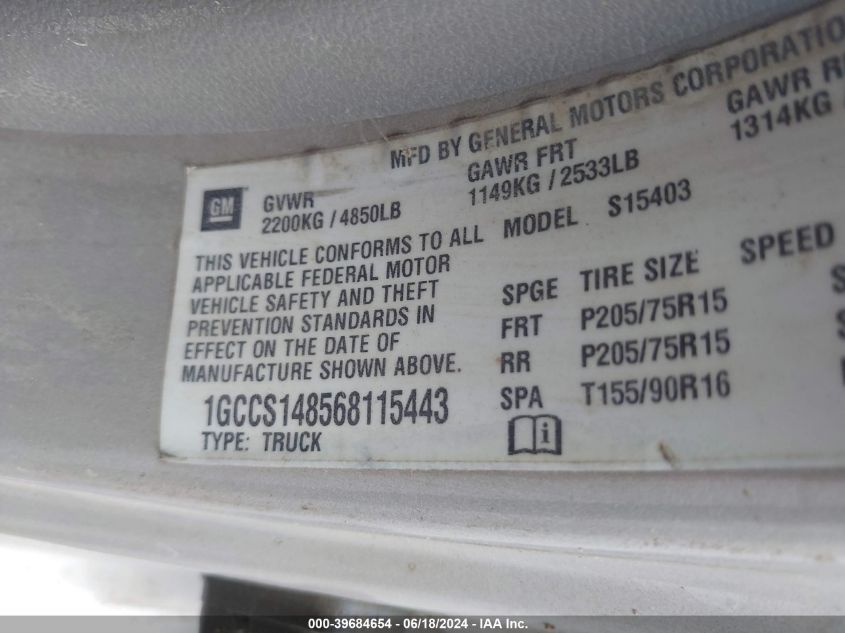 MFD BY GENERAL MOTORS CORPORATIO
GM
GVWR
2200KG / 4850LB
GAWR FRT
1149KG / 2533LB
GAWR R
1314KG
THIS VEHICLE CONFORMS TO ALL
APPLICABLE FEDERAL MOTOR
VEHICLE SAFETY AND THEFT
PREVENTION STANDARDS IN
EFFECT ON THE DATE OF
MANUFACTURE SHOWN ABOVE.
MODEL S15403
SPGE TIRE SIZE SPEED
FRT P205/75R15 S
RR P205/75R15
SPA T155/90R16
1GCCS148568115443
TYPE: TRUCK
i
000-39684654 / 06/18/2024 - IAA Inc.